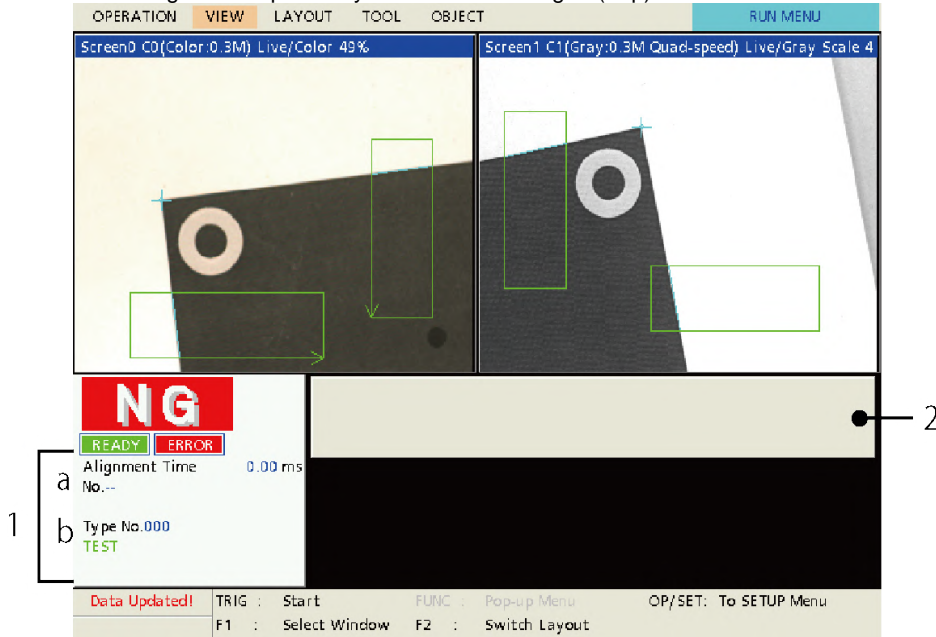 OPERATION VIEW LAYOUT TOOL OBJECT RUN MENU
Screen0 C0(Color:0.3M) Live/Color 49%
Screen1 C1(Gray:0.3M Quad-speed) Live/Gray Scale 4
NG
READY ERROR
1
a
Alignment Time 0.00 ms
No.--
b
Type No.000
TEST
2
Data Updated! TRIG : Start FUNC : Pop-up Menu OP/SET: To SETUP Menu
F1 : Select Window F2 : Switch Layout